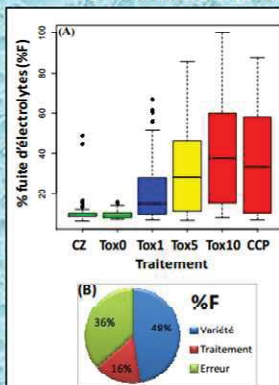 (A)
% fuite d'électrolytes (%F)
100
80
60
40
20
CZ Tox0 Tox1 Tox5 Tox10 CCP
Traitement
(B)
%F
36%
48%
16%
Variété
Traitement
Erreur